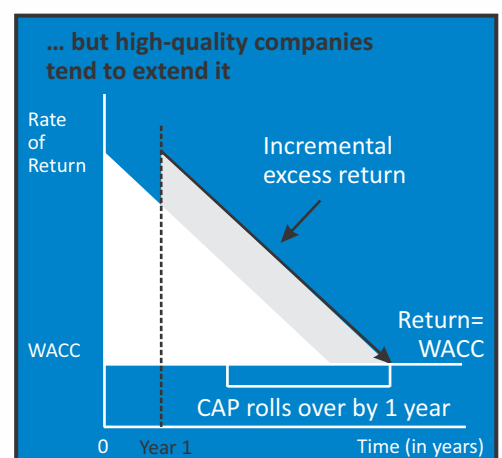 ... but high-quality companies
tend to extend it
Rate
of
Return
Incremental
excess return
Return=
WACC
WACC
CAP rolls over by 1 year
0
Year 1
Time (in years)